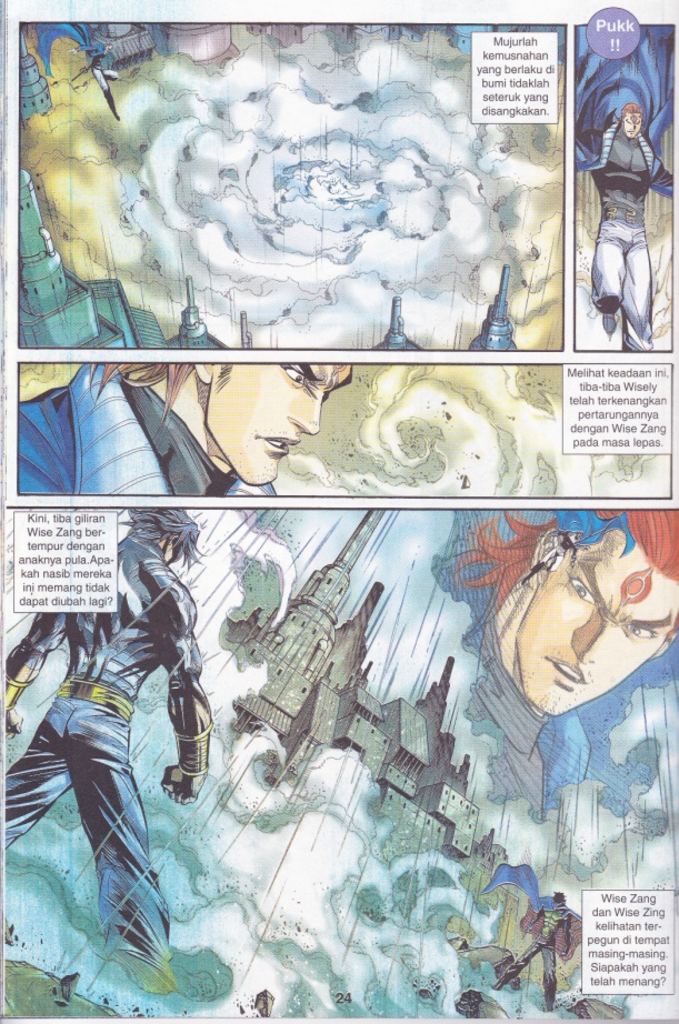 Mujurlah
kemusnahan
yang berlaku di
bumi tidaklah
seteruk yang
disangkakan.
Pukk
!!
Melihat keadaan ini,
tiba-tiba Wisely
telah terkenangkan
pertarungannya
dengan Wise Zang
pada masa lepas.
Kini, tiba giliran
Wise Zang ber-
tempur dengan
anaknya pula.Apa-
kah nasib mereka
ini memang tidak
dapat diubah lagi?
Wise Zang
dan Wise Zing
kelihatan ter-
pegun di tempat
masing-masing.
Siapakah yang
telah menang?
24